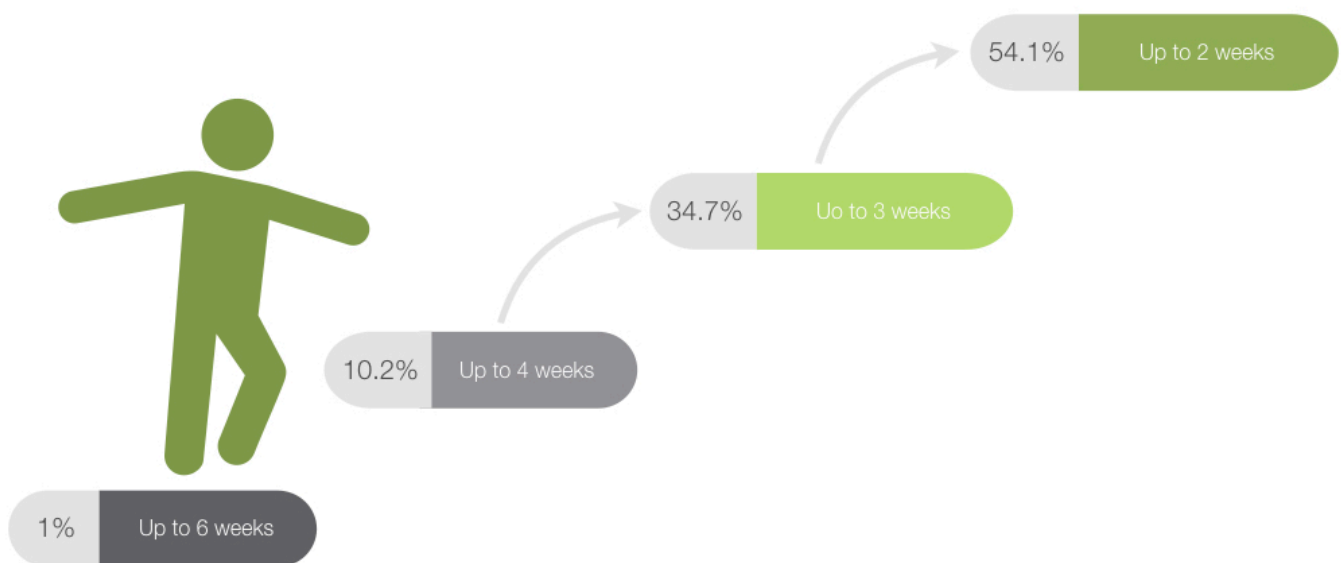 54.1% Up to 2 weeks
34.7% Uo to 3 weeks
10.2% Up to 4 weeks
1% Up to 6 weeks